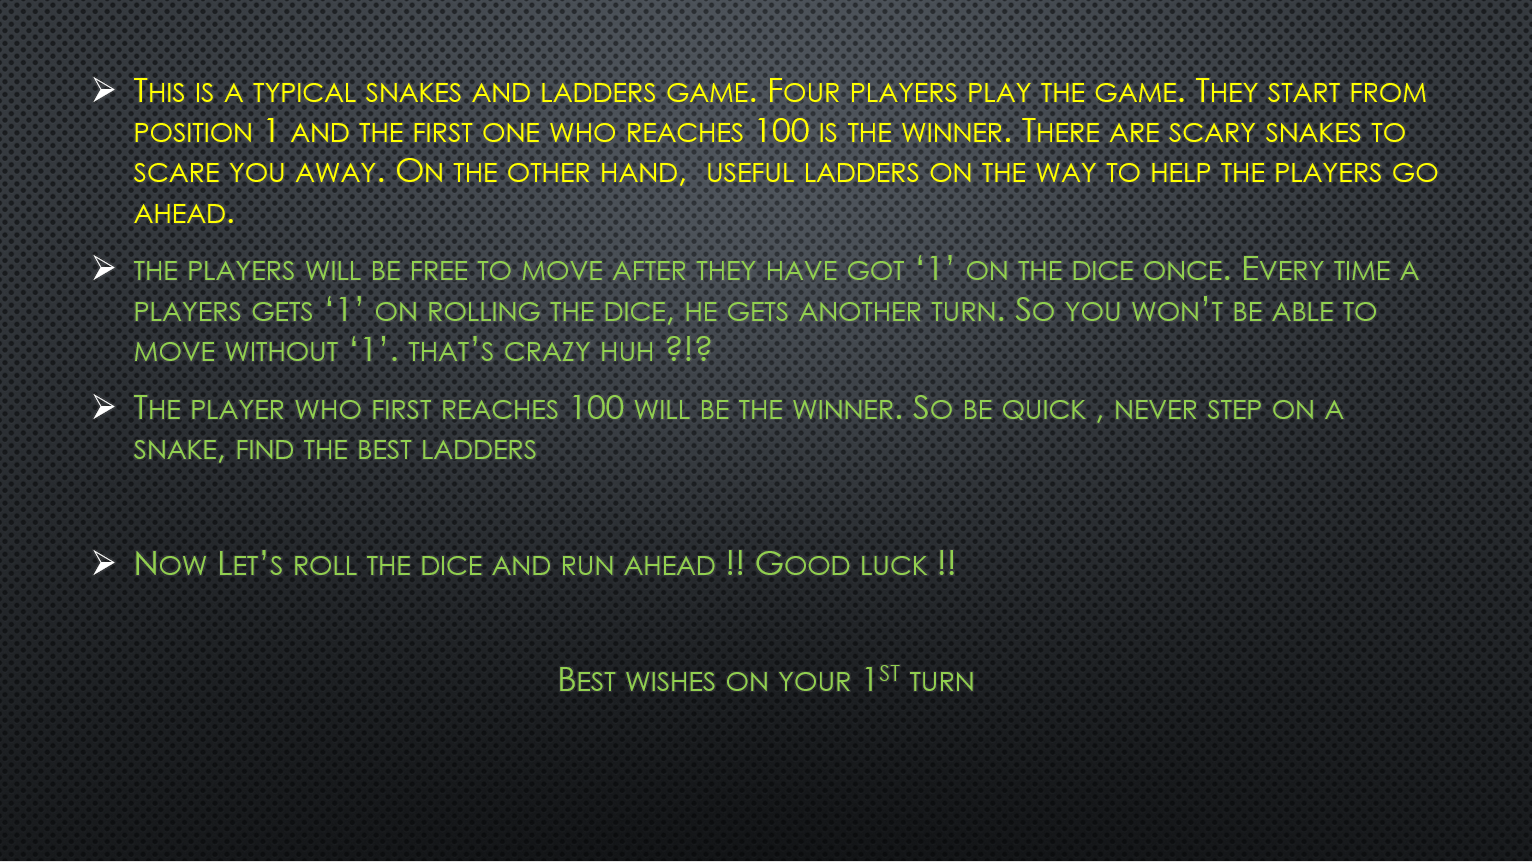 This is a typical snakes and ladders game. Four players play the game. They start from
position 1 and the first one who reaches 100 is the winner. There are scary snakes to
scare you away. On the other hand,  useful ladders on the way to help the players go
ahead.
the players will be free to move after they have got ‘1’ on the dice once. Every time a
players gets ‘1’ on rolling the dice, he gets another turn. So you won’t be able to
move without ‘1’. that’s crazy huh ?!?
The player who first reaches 100 will be the winner. So be quick , never step on a
snake, find the best ladders
Now Let’s roll the dice and run ahead !! Good luck !!
Best wishes on your 1st turn